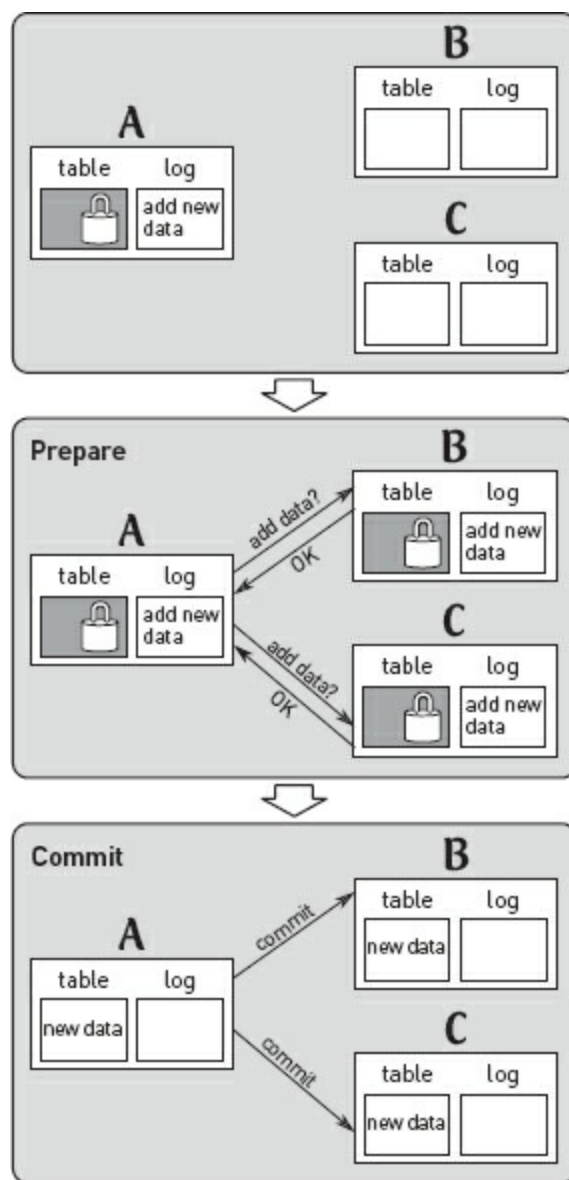 B
table log
A
table log
add new
data
C
table log
Prepare
B
table log
add new
data
add data?
OK
A
table log
add new
data
add data?
OK
C
table log
add new
data
Commit
B
table log
new data
commit
A
table log
new data
commit
C
table log
new data